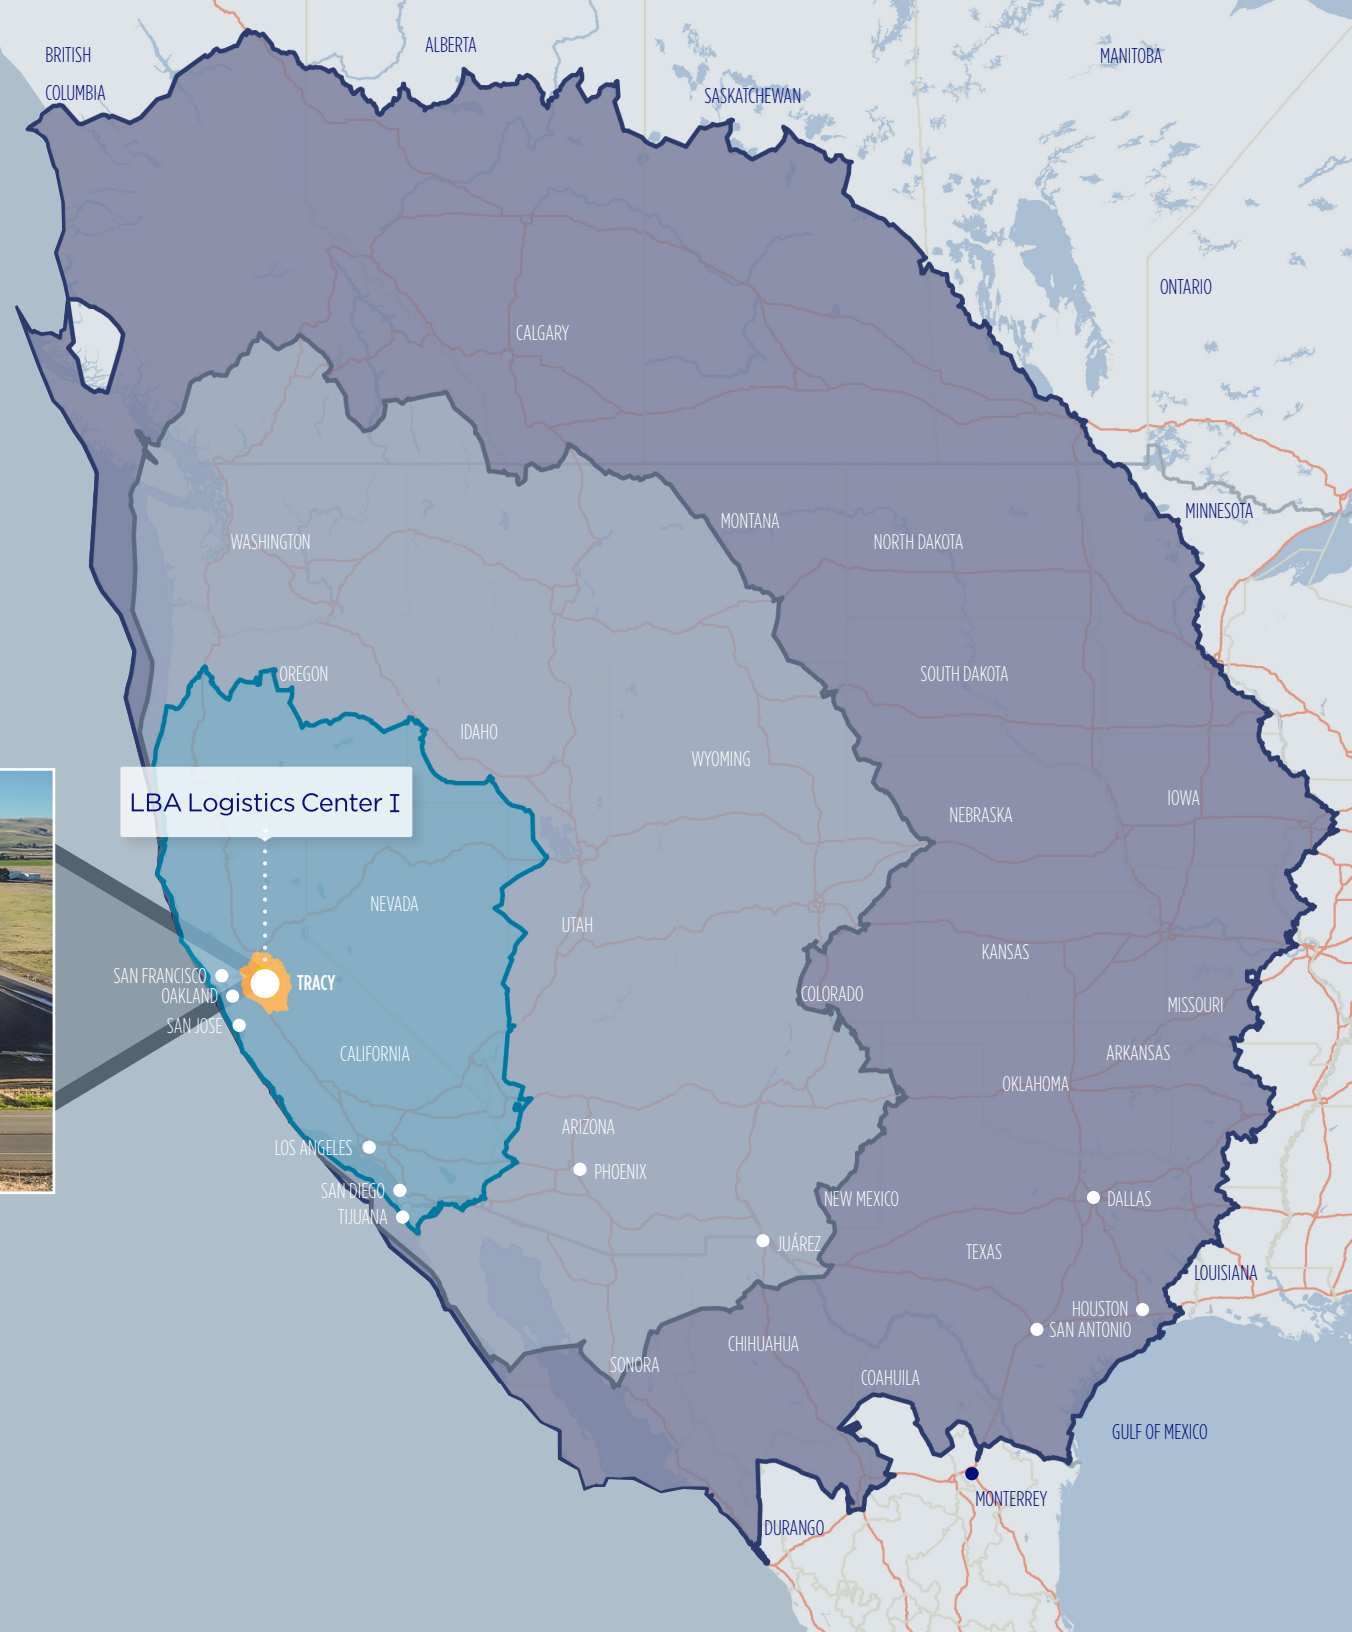 BRITISH
COLUMBIA
ALBERTA
MANITOBA
SASKATCHEWAN
ONTARIO
CALGARY
MINNESOTA
MONTANA
NORTH DAKOTA
WASHINGTON
OREGON
SOUTH DAKOTA
IDAHO
WYOMING
LBA Logistics Center I
IOWA
NEBRASKA
NEVADA
UTAH
KANSAS
SAN FRANCISCO
TRACY
OAKLAND
COLORADO
MISSOURI
SAN JOSE
CALIFORNIA
ARKANSAS
OKLAHOMA
ARIZONA
LOS ANGELES
PHOENIX
SAN DIEGO
NEW MEXICO
DALLAS
TIJUANA
JUÁREZ
TEXAS
LOUISIANA
HOUSTON
SAN ANTONIO
CHIHUAHUA
SONORA
COAHUILA
GULF OF MEXICO
MONTERREY
DURANGO